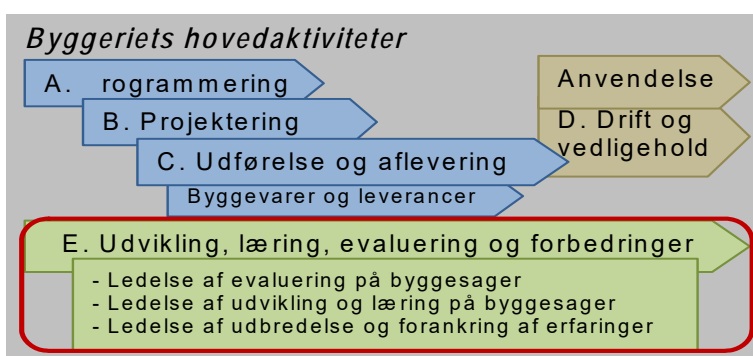 Byggeriets hovedaktiviteter
A. rogrammering
B. Projektering
C. Udførelse og aflevering
Byggevarer og leverancer
Anvendelse
D. Drift og
vedligehold
E. Udvikling, læring, evaluering og forbedringer
- Ledelse af evaluering på byggesager
- Ledelse af udvikling og læring på byggesager
- Ledelse af udbredelse og forankring af erfaringer